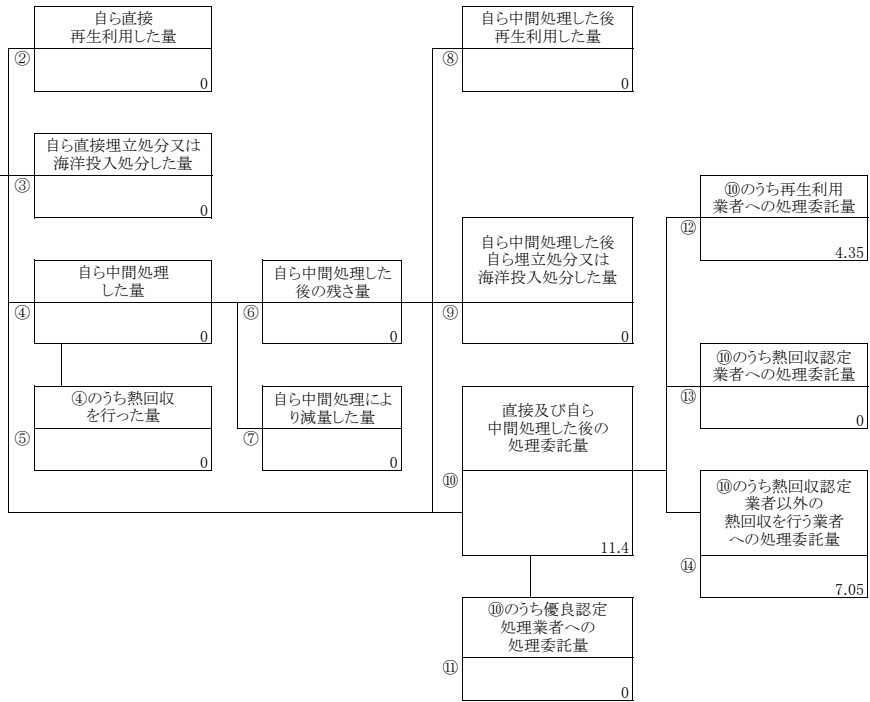 自ら直接
再生利用した量
②
0
自ら中間処理した後
再生利用した量
⑧
0
自ら直接埋立処分又は
海洋投入処分した量
③
0
⑩のうち再生利用
業者への処理委託量
⑫
4.35
自ら中間処理
した量
④
0
自ら中間処理した
後の残さ量
⑥
0
自ら中間処理した後
自ら埋立処分又は
海洋投入処分した量
⑨
0
⑩のうち熱回収認定
業者への処理委託量
⑬
0
④のうち熱回収
を行った量
⑤
0
自ら中間処理によ
り減量した量
⑦
0
直接及び自ら
中間処理した後の
処理委託量
⑩
11.4
⑩のうち熱回収認定
業者以外の
熱回収を行う業者
への処理委託量
⑭
7.05
⑩のうち優良認定
処理業者への
処理委託量
⑪
0